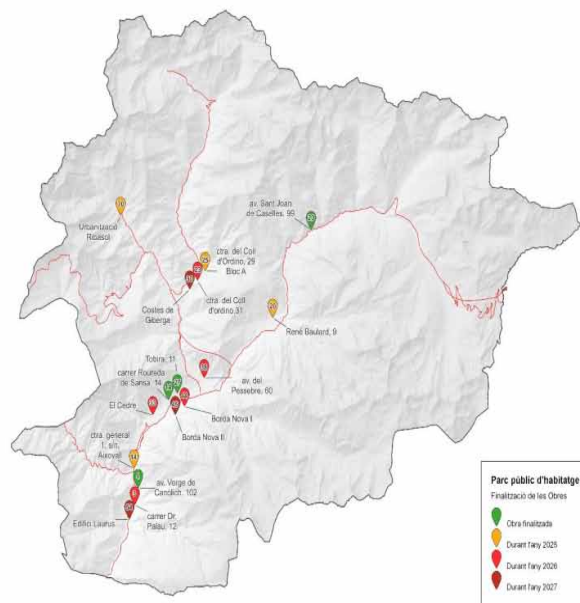 av. Sant Joan
de Caselles, 99
Urbanització
Ribasol
ctra. del Coll
d'Ordino, 29
Bloc A
Costes de
Giberga
ctra. del Coll
d'ordino,31
René Baulard, 9
Tobira, 11
carrer Roureda
de Sansa, 14
av. del
Pessebre, 60
El Cedre
Borda Nova I
Borda Nova II
ctra. general
1, s/n,
Aixovall
av. Verge de
Canòlich, 102
Edifici Laurus
carrer Dr.
Palau, 12
Parc públic d'habitatge
Finalització de les Obres
Obra finalitzada
Durant l'any 2025
Durant l'any 2026
Durant l'any 2027